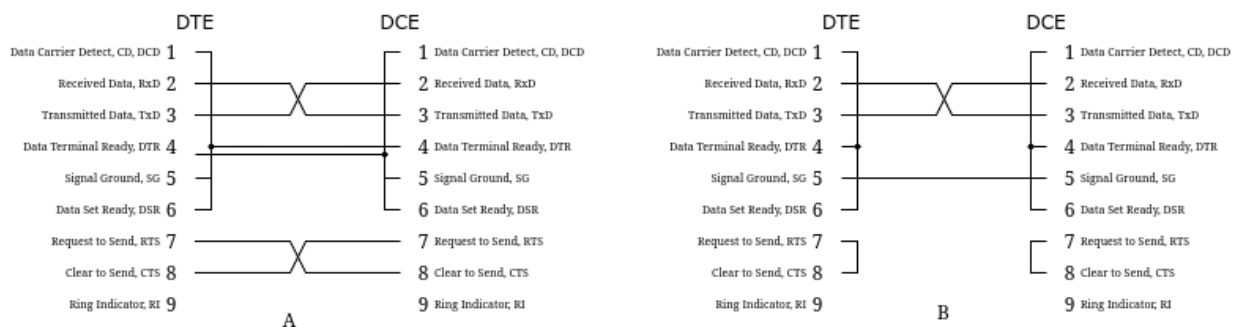 DTE DCE DTE DCE
Data Carrier Detect, CD, DCD 1 1 Data Carrier Detect, CD, DCD Data Carrier Detect, CD, DCD 1 1 Data Carrier Detect, CD, DCD
Received Data, RxD 2 2 Received Data, RxD Received Data, RxD 2 2 Received Data, RxD
Transmitted Data, TxD 3 3 Transmitted Data, TxD Transmitted Data, TxD 3 3 Transmitted Data, TxD
Data Terminal Ready, DTR 4 4 Data Terminal Ready, DTR Data Terminal Ready, DTR 4 4 Data Terminal Ready, DTR
Signal Ground, SG 5 5 Signal Ground, SG Signal Ground, SG 5 5 Signal Ground, SG
Data Set Ready, DSR 6 6 Data Set Ready, DSR Data Set Ready, DSR 6 6 Data Set Ready, DSR
Request to Send, RTS 7 7 Request to Send, RTS Request to Send, RTS 7 7 Request to Send, RTS
Clear to Send, CTS 8 8 Clear to Send, CTS Clear to Send, CTS 8 8 Clear to Send, CTS
Ring Indicator, RI 9 9 Ring Indicator, RI Ring Indicator, RI 9 9 Ring Indicator, RI
A B